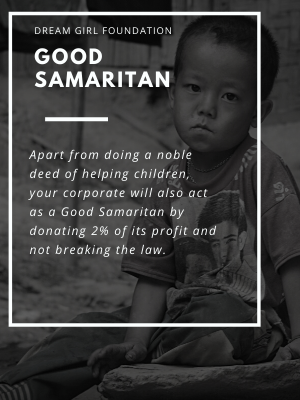 DREAM GIRL FOUNDATION
GOOD
SAMARITAN
Apart from doing a noble
deed of helping children,
your corporate will also act
as a Good Samaritan by
donating 2% of its profit and
not breaking the law.